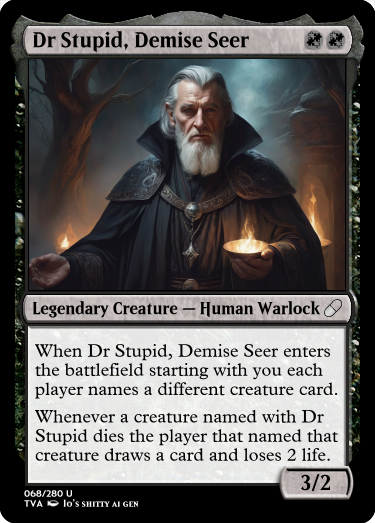 Dr Stupid, Demise Seer
Legendary Creature — Human Warlock
When Dr Stupid, Demise Seer enters
the battlefield starting with you each
player names a different creature card.
Whenever a creature named with Dr
Stupid dies the player that named that
creature draws a card and loses 2 life.
3/2
068/280 U
TVA Io's shitty ai gen